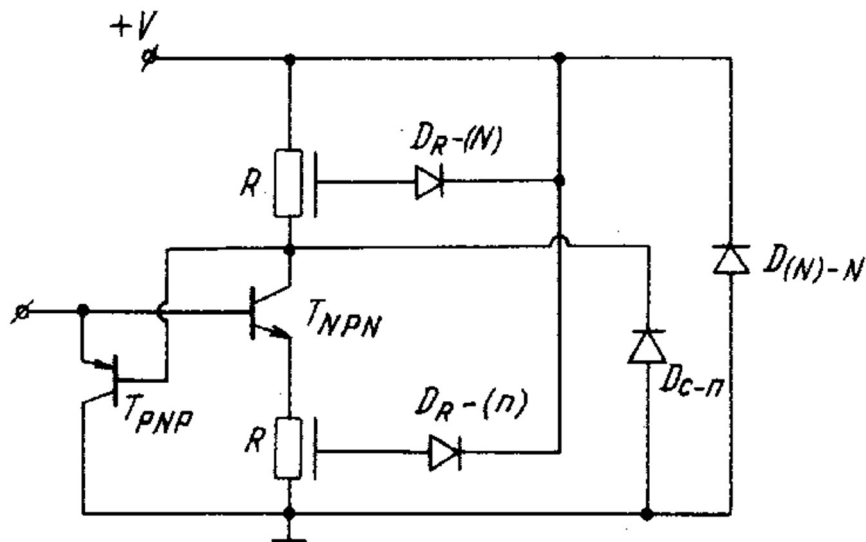 +V
D_R-(N)
R
D_(N)-N
T_NPN
D_C-n
T_PNP
R
D_R-(n)